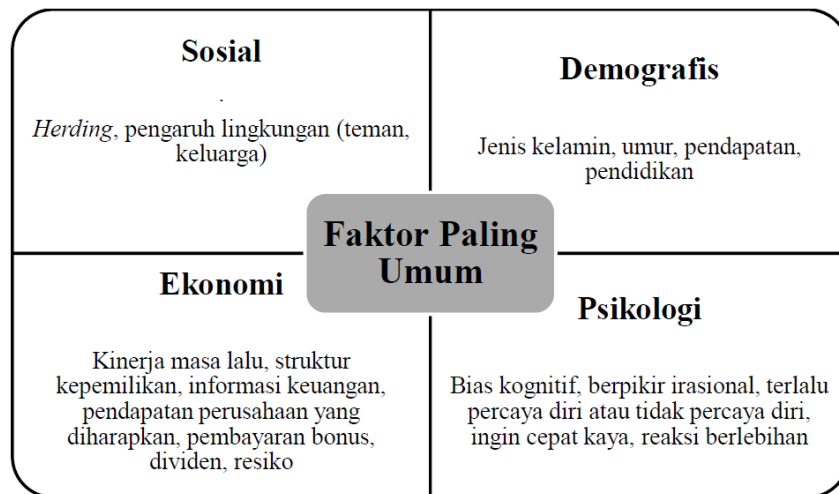 Sosial
.
Herding, pengaruh lingkungan (teman,
keluarga)
Demografis
Jenis kelamin, umur, pendapatan,
pendidikan
Faktor Paling
Umum
Ekonomi
Kinerja masa lalu, struktur
kepemilikan, informasi keuangan,
pendapatan perusahaan yang
diharapkan, pembayaran bonus,
dividen, resiko
Psikologi
Bias kognitif, berpikir irasional, terlalu
percaya diri atau tidak percaya diri,
ingin cepat kaya, reaksi berlebihan